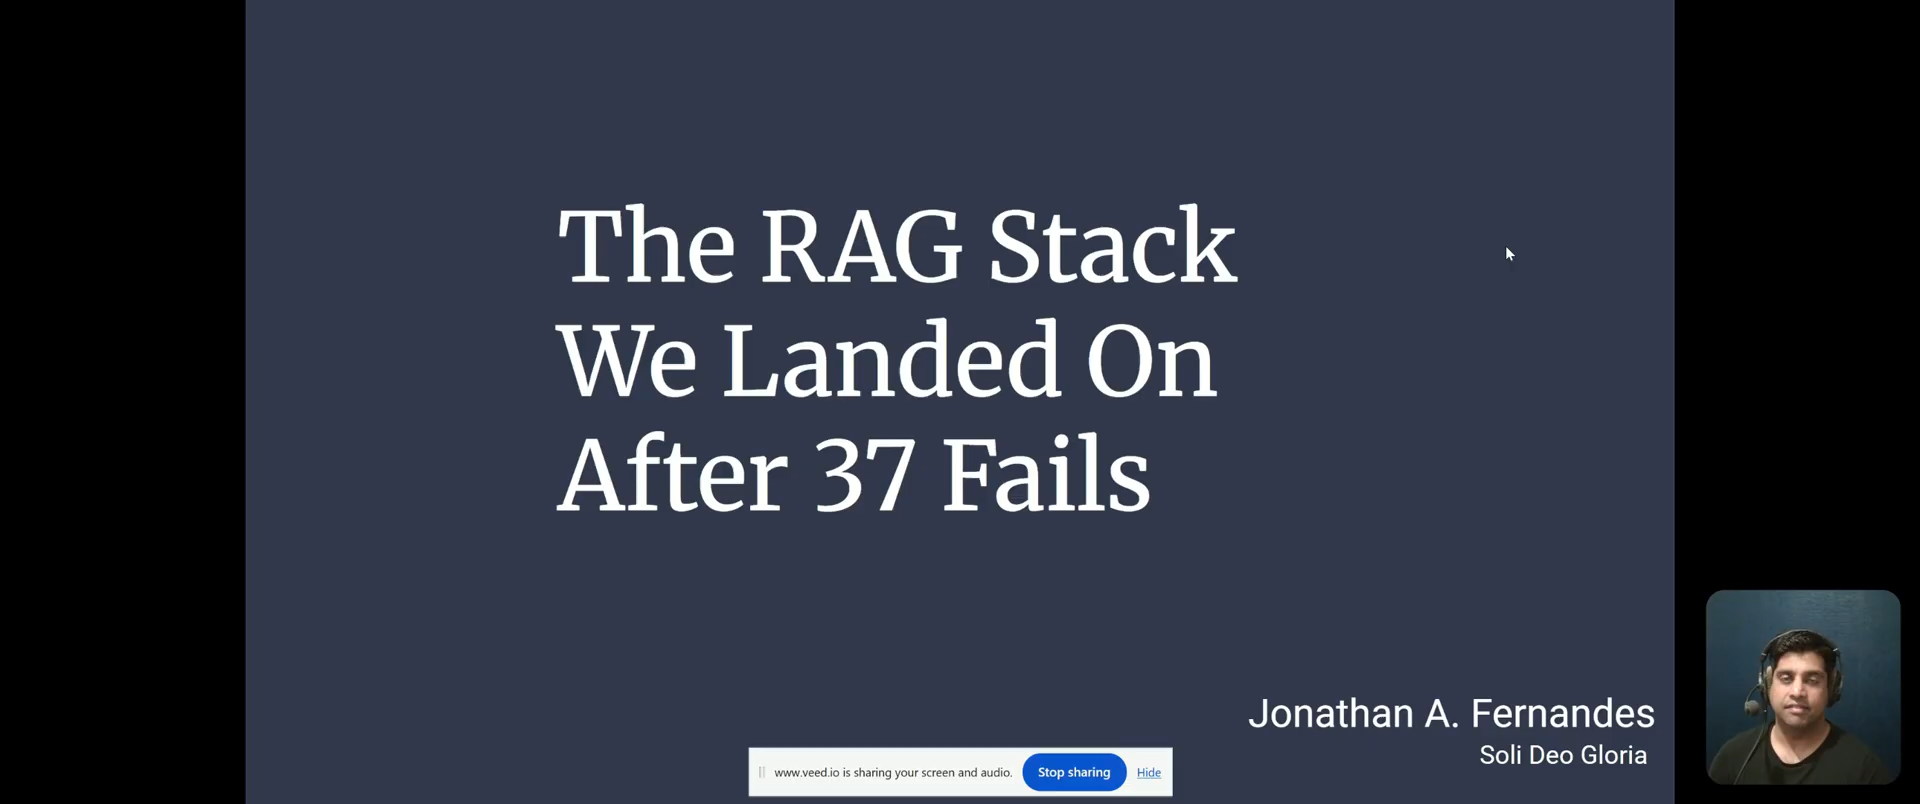 The RAG Stack
We Landed On
After 37 Fails
Jonathan A. Fernandes
Soli Deo Gloria
www.veed.io is sharing your screen and audio. Stop sharing Hide